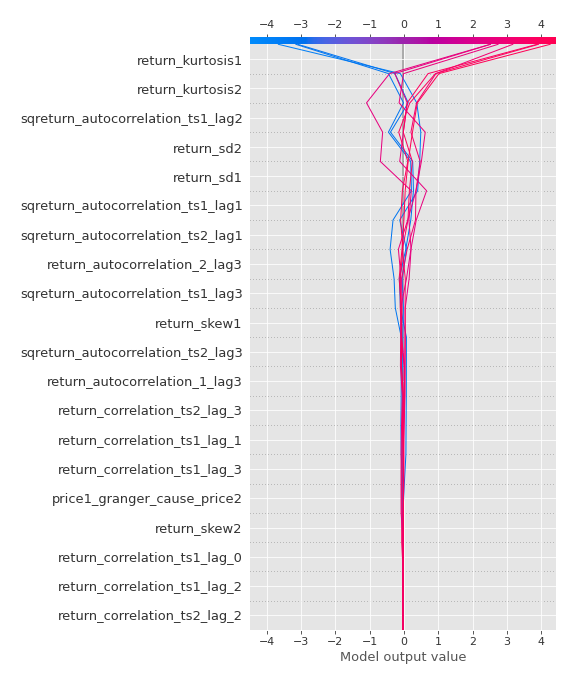 −4 −3 −2 −1 0 1 2 3 4
return_kurtosis1
return_kurtosis2
sqreturn_autocorrelation_ts1_lag2
return_sd2
return_sd1
sqreturn_autocorrelation_ts1_lag1
sqreturn_autocorrelation_ts2_lag1
return_autocorrelation_2_lag3
sqreturn_autocorrelation_ts1_lag3
return_skew1
sqreturn_autocorrelation_ts2_lag3
return_autocorrelation_1_lag3
return_correlation_ts2_lag_3
return_correlation_ts1_lag_1
return_correlation_ts1_lag_3
price1_granger_cause_price2
return_skew2
return_correlation_ts1_lag_0
return_correlation_ts1_lag_2
return_correlation_ts2_lag_2
−4 −3 −2 −1 0 1 2 3 4
Model output value